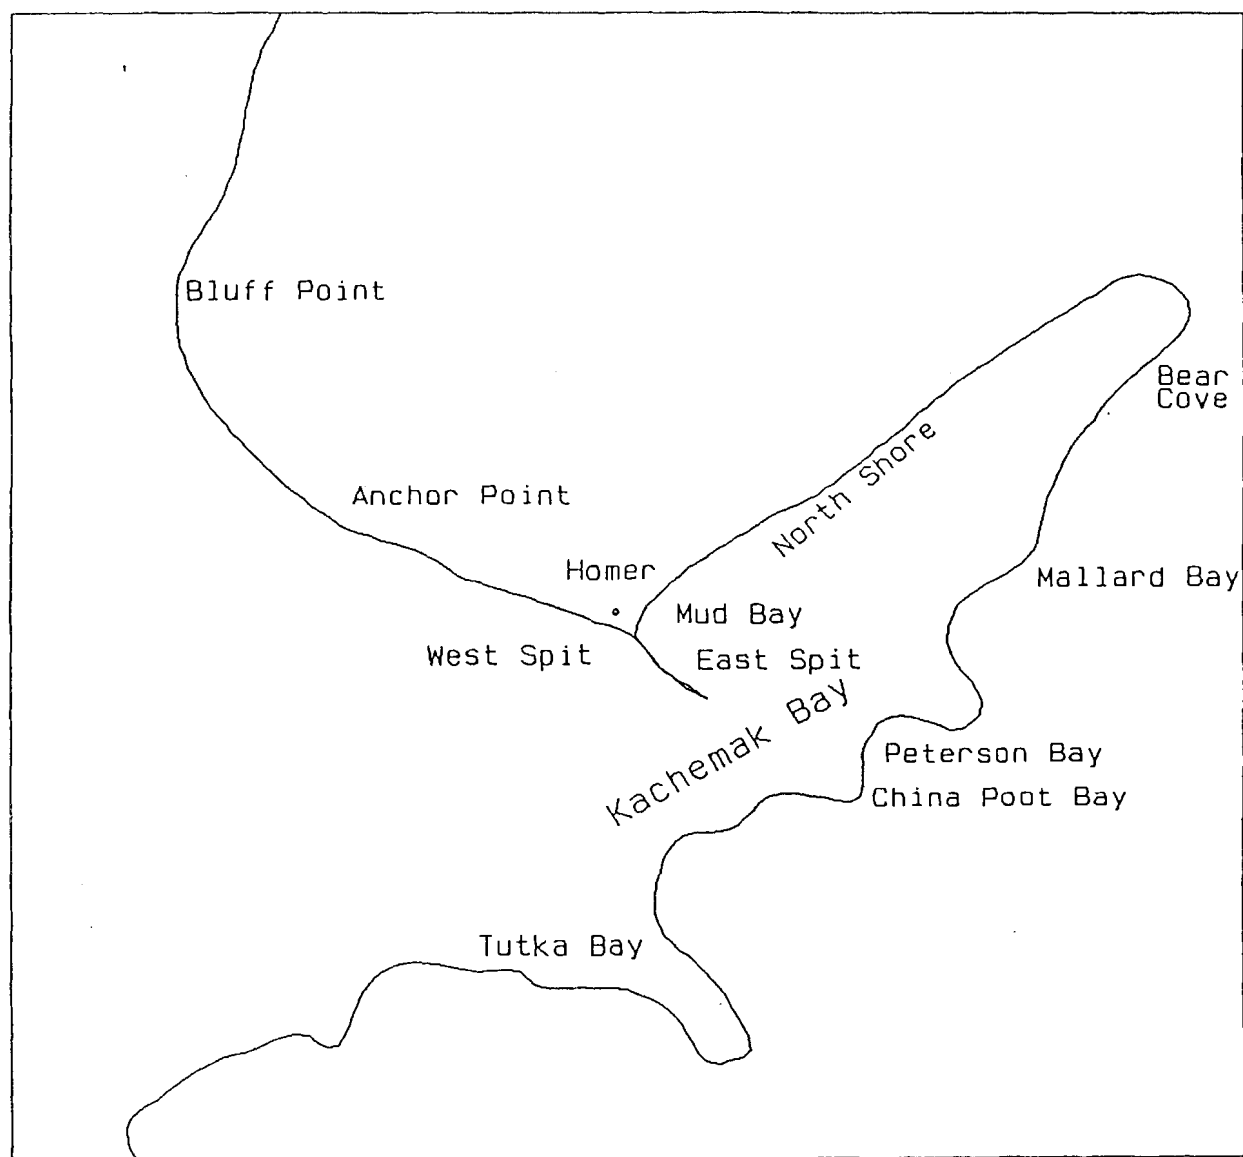 Bluff Point
Bear
Cove
North Shore
Anchor Point
Homer
Mallard Bay
Mud Bay
West Spit
East Spit
Kachemak Bay
Peterson Bay
China Poot Bay
Tutka Bay